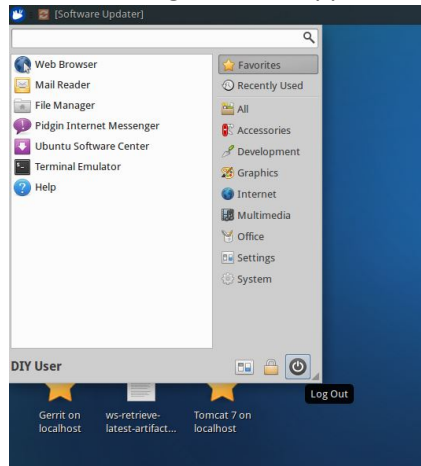 [Software Updater]
Web Browser
Mail Reader
File Manager
Pidgin Internet Messenger
Ubuntu Software Center
Terminal Emulator
Help
Favorites
Recently Used
All
Accessories
Development
Graphics
Internet
Multimedia
Office
Settings
System
DIY User
Log Out
Gerrit on
localhost
ws-retrieve-
latest-artifact...
Tomcat 7 on
localhost